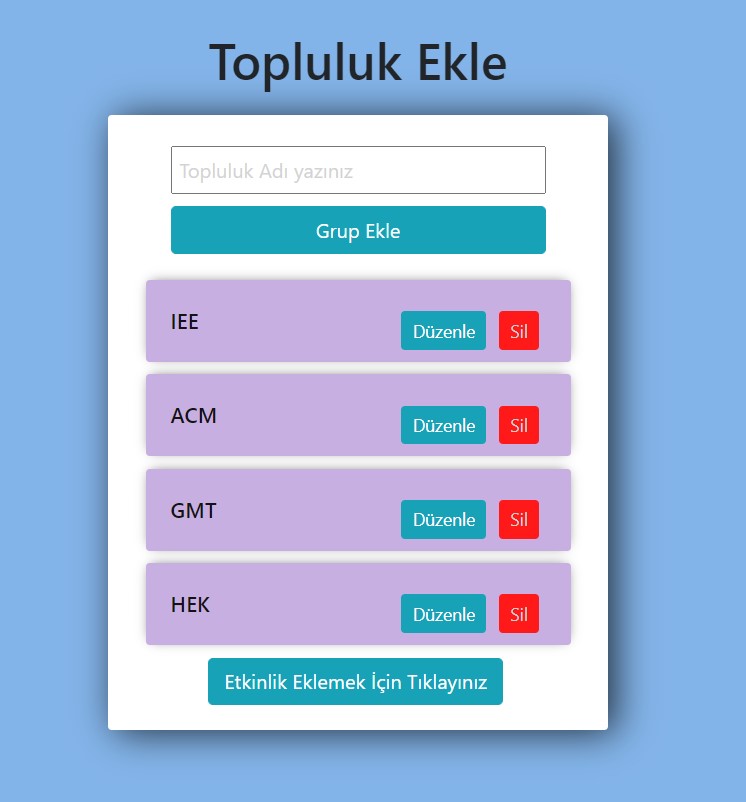 Topluluk Ekle
Topluluk Adı yazınız
Grup Ekle
IEE
Düzenle Sil
ACM
Düzenle Sil
GMT
Düzenle Sil
HEK
Düzenle Sil
Etkinlik Eklemek İçin Tıklayınız